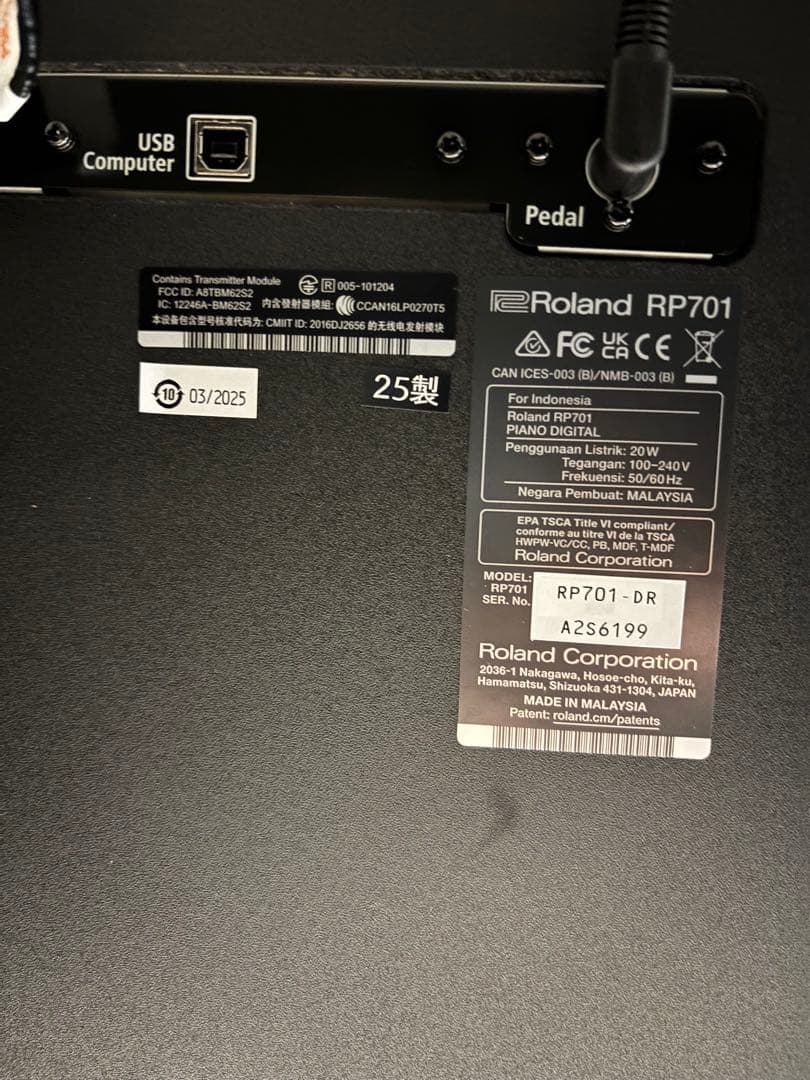 USB
Computer
Pedal
Contains Transmitter Module
FCC ID: A8TBM62S2
R 005-101204
IC: 12246A-BM62S2
內含發射器模組: CCAN16LP0270T5
本设备包含型号核准代码为: CMIIT ID: 2016DJ2656 的无线电发射模块
10 03/2025
25製
Roland RP701
FC UK CA CE
CAN ICES-003 (B)/NMB-003 (B)
For Indonesia
Roland RP701
PIANO DIGITAL
Penggunaan Listrik: 20W
Tegangan: 100–240V
Frekuensi: 50/60Hz
Negara Pembuat: MALAYSIA
EPA TSCA Title VI compliant/
conforme au titre VI de la TSCA
HWPW-VC/CC, PB, MDF, T-MDF
Roland Corporation
MODEL:
RP701
SER. No.
RP701-DR
A2S6199
Roland Corporation
2036-1 Nakagawa, Hosoe-cho, Kita-ku,
Hamamatsu, Shizuoka 431-1304, JAPAN
MADE IN MALAYSIA
Patent: roland.cm/patents